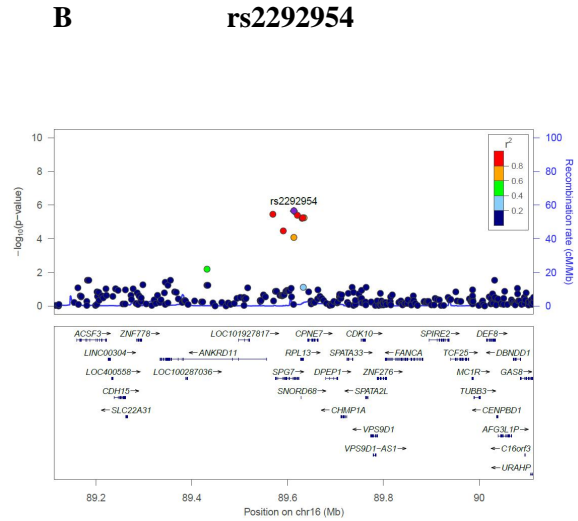 B rs2292954
10
8
6
4
2
0
−log10(p−value)
100
80
60
40
20
0
Recombination rate (cM/Mb)
r2
0.8
0.6
0.4
0.2
rs2292954
ACSF3→ ZNF778→ LOC101927817→ CPNE7→ CDK10→ SPIRE2→ DEF8→
LINC00304→ ←ANKRD11 RPL13→ SPATA33→ ←FANCA TCF25→ ←DBNDD1
LOC400558→ LOC100287036→ SPG7→ DPEP1→ ZNF276→ MC1R→ GAS8→
CDH15→ SNORD68→ ←SPATA2L TUBB3→
←SLC22A31 ←CHMP1A ←CENPBD1
←VPS9D1 AFG3L1P→
VPS9D1−AS1→ ←C16orf3
←URAHP
89.2 89.4 89.6 89.8 90
Position on chr16 (Mb)